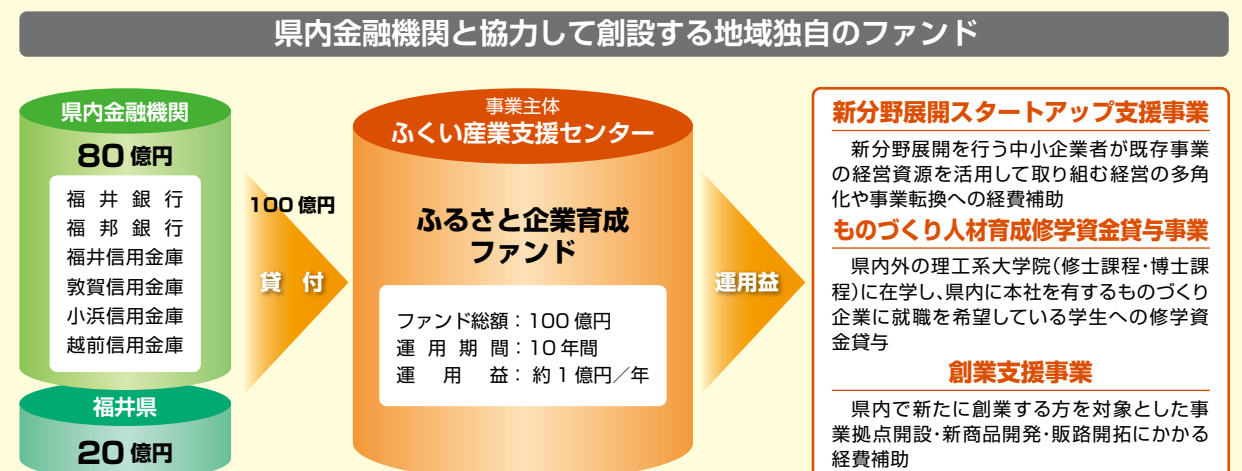 県内金融機関と協力して創設する地域独自のファンド
県内金融機関
80億円
福井銀行
福邦銀行
福井信用金庫
敦賀信用金庫
小浜信用金庫
越前信用金庫
福井県
20億円
100億円
貸付
事業主体
ふくい産業支援センター
ふるさと企業育成
ファンド
ファンド総額：100億円
運用期間：10年間
運用益：約1億円／年
運用益
新分野展開スタートアップ支援事業
新分野展開を行う中小企業者が既存事業
の経営資源を活用して取り組む経営の多角
化や事業転換への経費補助
ものづくり人材育成修学資金貸与事業
県内外の理工系大学院(修士課程・博士課
程)に在学し、県内に本社を有するものづくり
企業に就職を希望している学生への修学資
金貸与
創業支援事業
県内で新たに創業する方を対象とした事
業拠点開設・新商品開発・販路開拓にかかる
経費補助